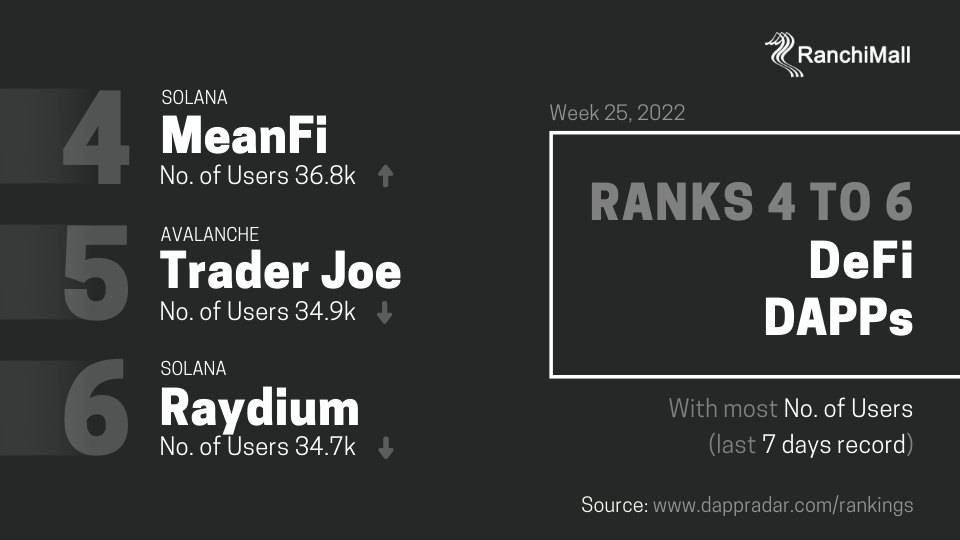 RanchiMall
4
SOLANA
MeanFi
No. of Users 36.8k
5
AVALANCHE
Trader Joe
No. of Users 34.9k
6
SOLANA
Raydium
No. of Users 34.7k
Week 25, 2022
RANKS 4 TO 6
DeFi
DAPPs
With most No. of Users
(last 7 days record)
Source: www.dappradar.com/rankings